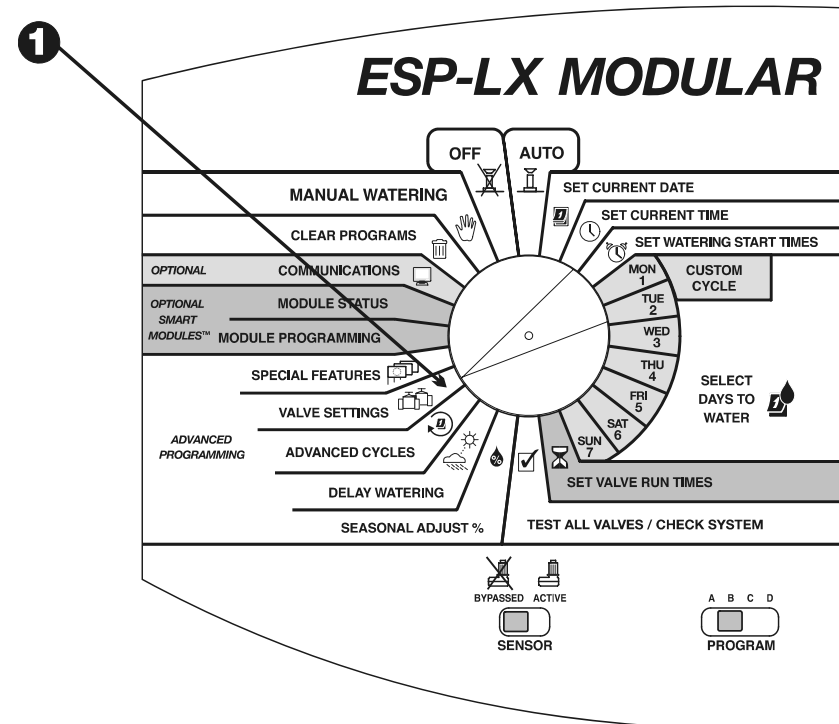 1
ESP-LX MODULAR
OFF
AUTO
MANUAL WATERING
CLEAR PROGRAMS
OPTIONAL
COMMUNICATIONS
OPTIONAL
SMART
MODULES™
MODULE STATUS
MODULE PROGRAMMING
SPECIAL FEATURES
VALVE SETTINGS
ADVANCED
PROGRAMMING
ADVANCED CYCLES
DELAY WATERING
SEASONAL ADJUST %
SET CURRENT DATE
SET CURRENT TIME
SET WATERING START TIMES
MON
1
CUSTOM
CYCLE
TUE
2
WED
3
THU
4
FRI
5
SAT
6
SUN
7
SELECT
DAYS TO
WATER
1
SET VALVE RUN TIMES
TEST ALL VALVES / CHECK SYSTEM
BYPASSED
ACTIVE
SENSOR
A B C D
PROGRAM